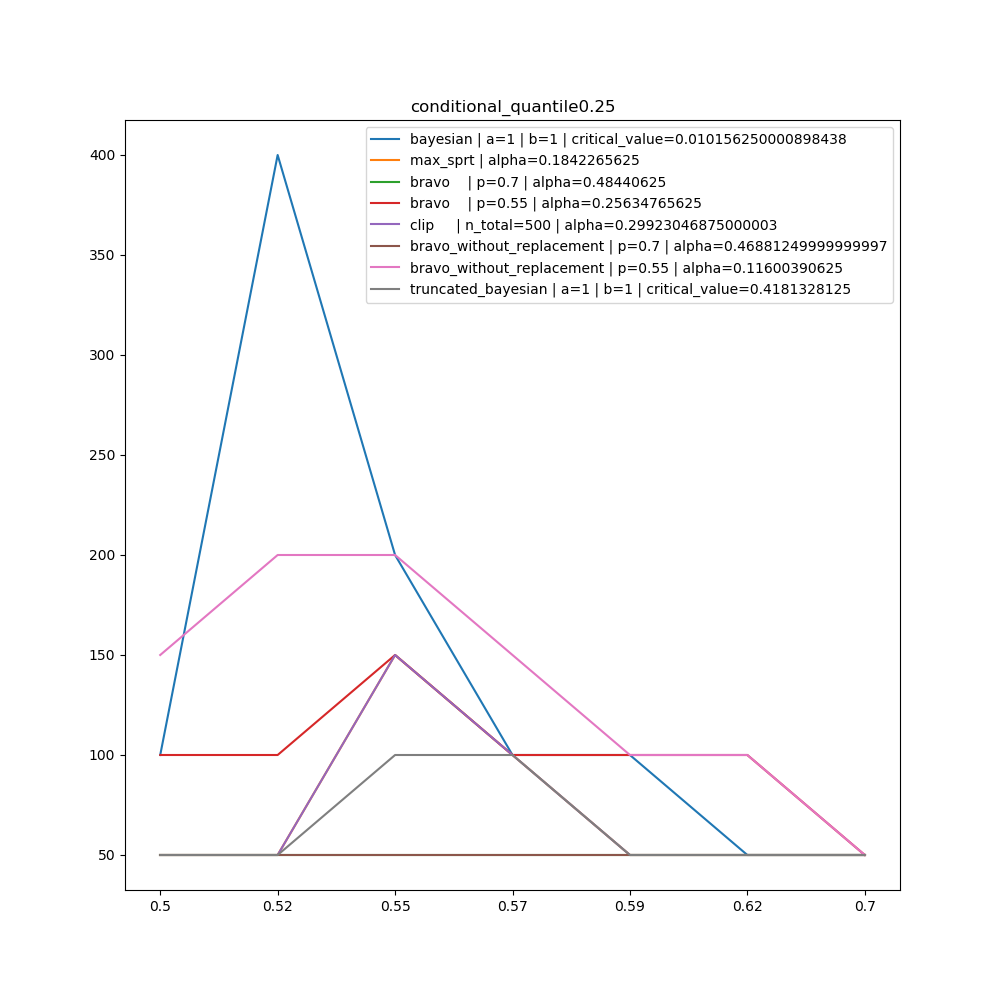 conditional_quantile0.25
bayesian | a=1 | b=1 | critical_value=0.010156250000898438
max_sprt | alpha=0.1842265625
bravo    | p=0.7 | alpha=0.48440625
bravo    | p=0.55 | alpha=0.25634765625
clip     | n_total=500 | alpha=0.29923046875000003
bravo_without_replacement | p=0.7 | alpha=0.46881249999999997
bravo_without_replacement | p=0.55 | alpha=0.11600390625
truncated_bayesian | a=1 | b=1 | critical_value=0.4181328125
400
350
300
250
200
150
100
50
0.5 0.52 0.55 0.57 0.59 0.62 0.7